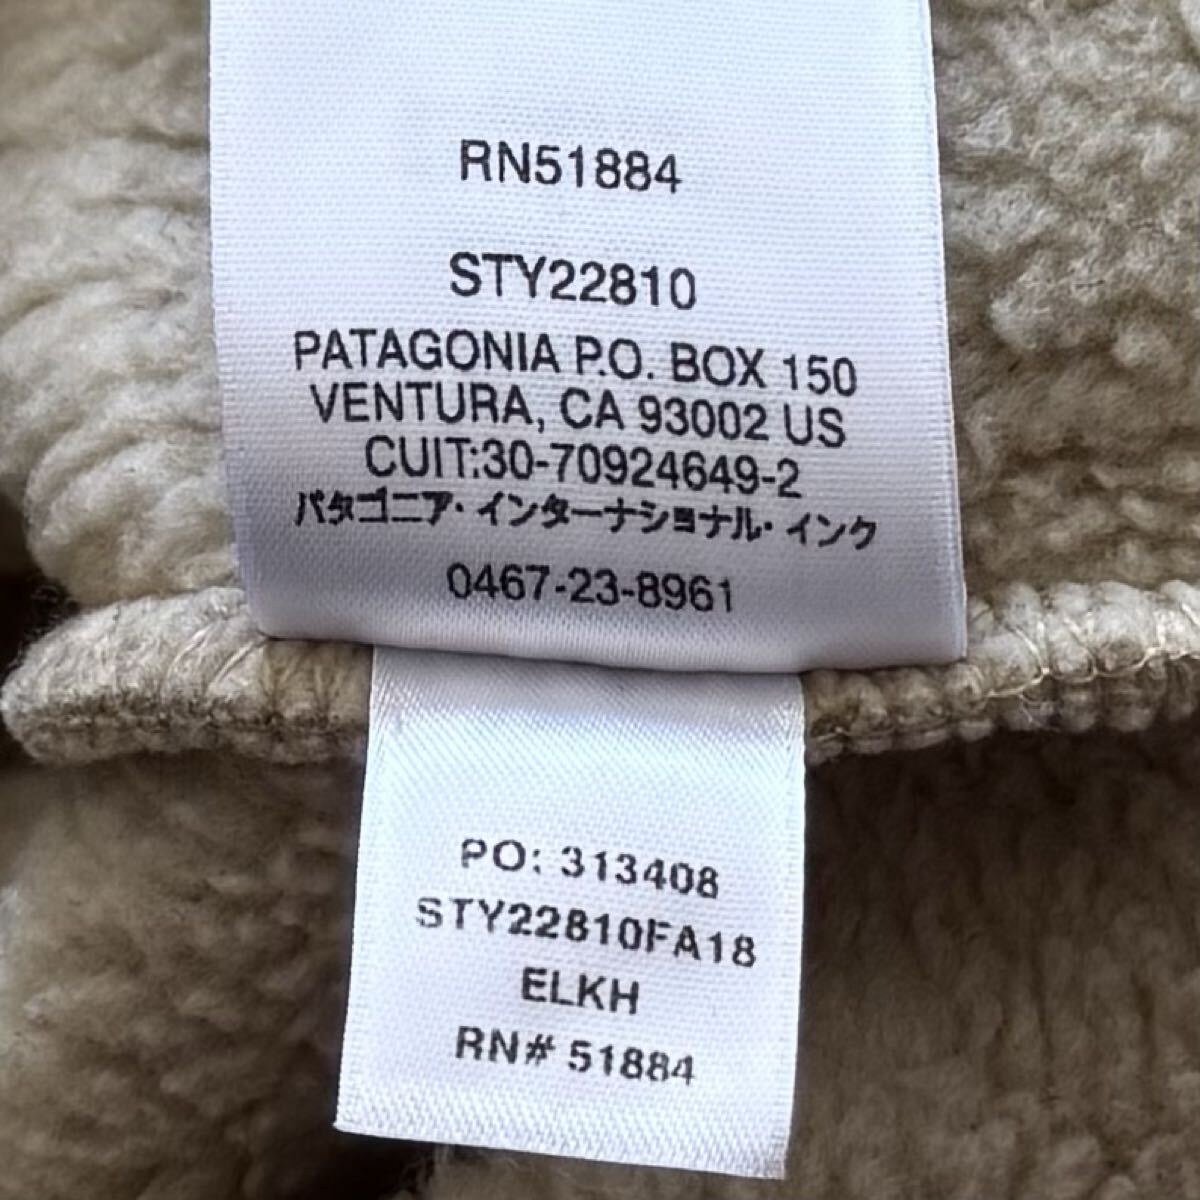 RN51884
STY22810
PATAGONIA P.O. BOX 150
VENTURA, CA 93002 US
CUIT:30-70924649-2
パタゴニア・インターナショナル・インク
0467-23-8961
PO: 313408
STY22810FA18
ELKH
RN# 51884